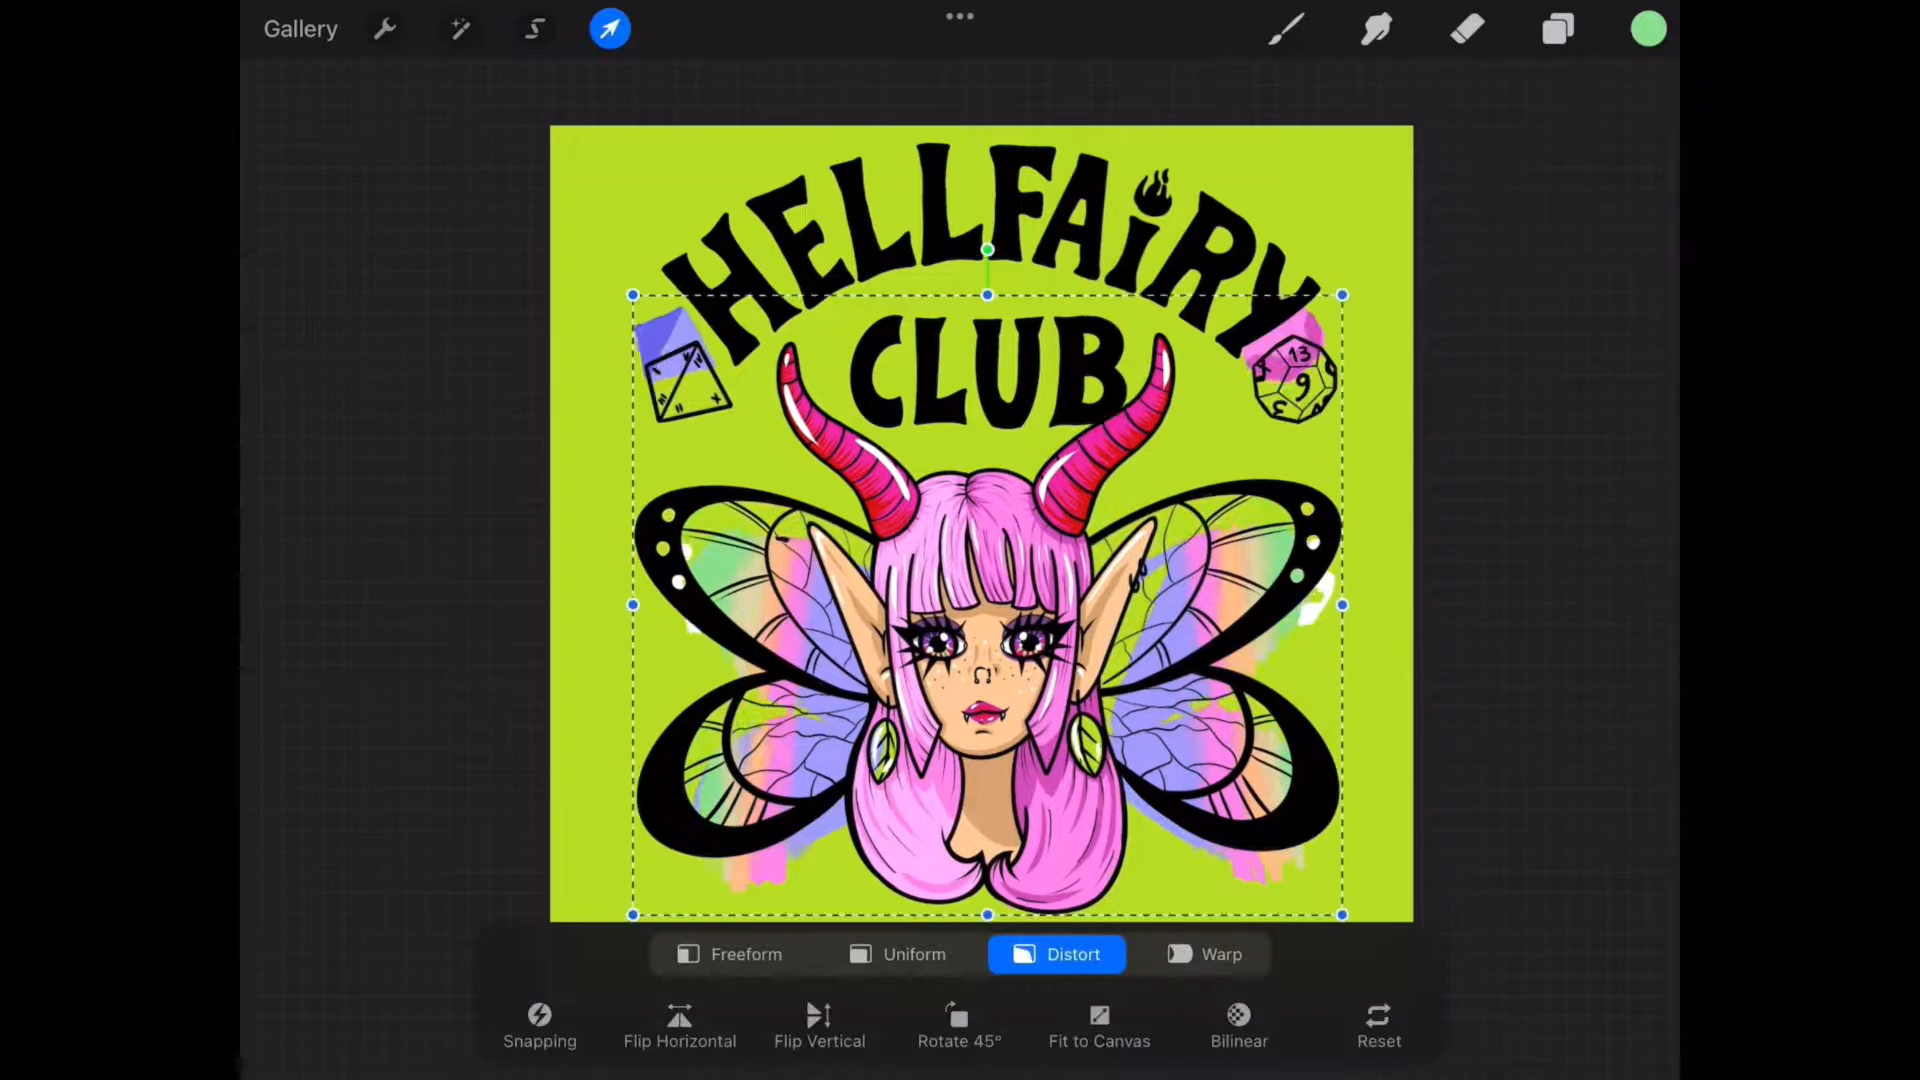 Gallery
HELLFAiRY
CLUB
13
9
Freeform
Uniform
Distort
Warp
Snapping
Flip Horizontal
Flip Vertical
Rotate 45°
Fit to Canvas
Bilinear
Reset